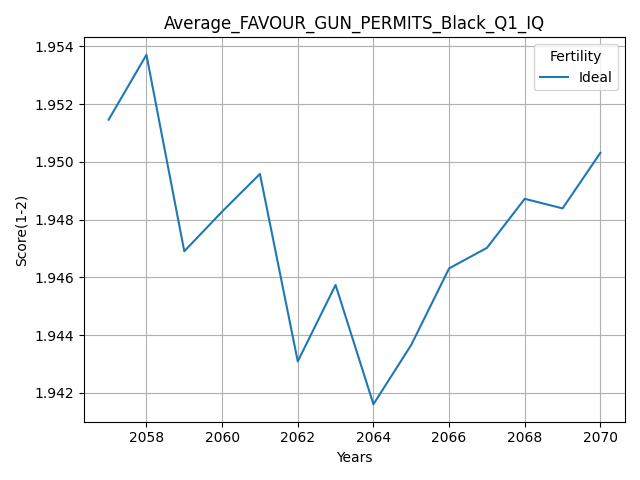 Average_FAVOUR_GUN_PERMITS_Black_Q1_IQ
Fertility
Ideal
Score(1-2)
1.954
1.952
1.950
1.948
1.946
1.944
1.942
2058 2060 2062 2064 2066 2068 2070
Years